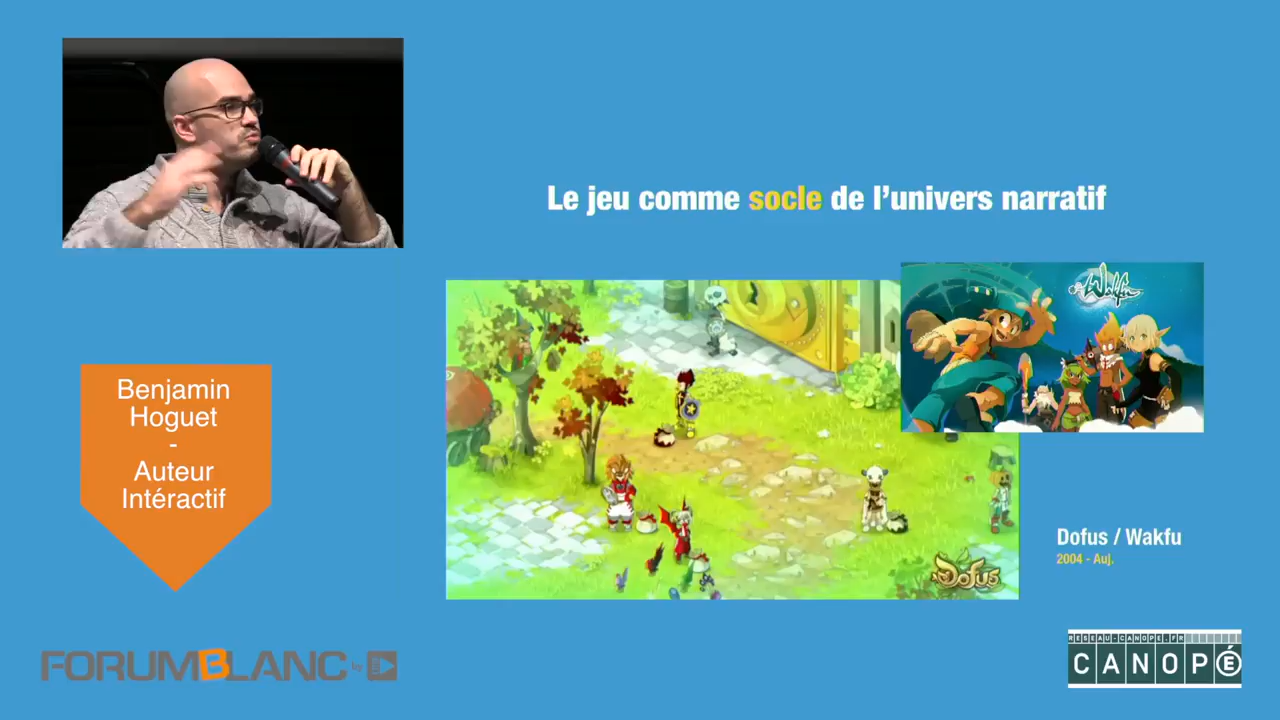 Le jeu comme socle de l'univers narratif
Wakfu
Benjamin
Hoguet
-
Auteur
Intéractif
Dofus
Dofus / Wakfu
2004 - Auj.
FORUMBLANC by
RESEAU-CANOPE.FR
CANOPÉ